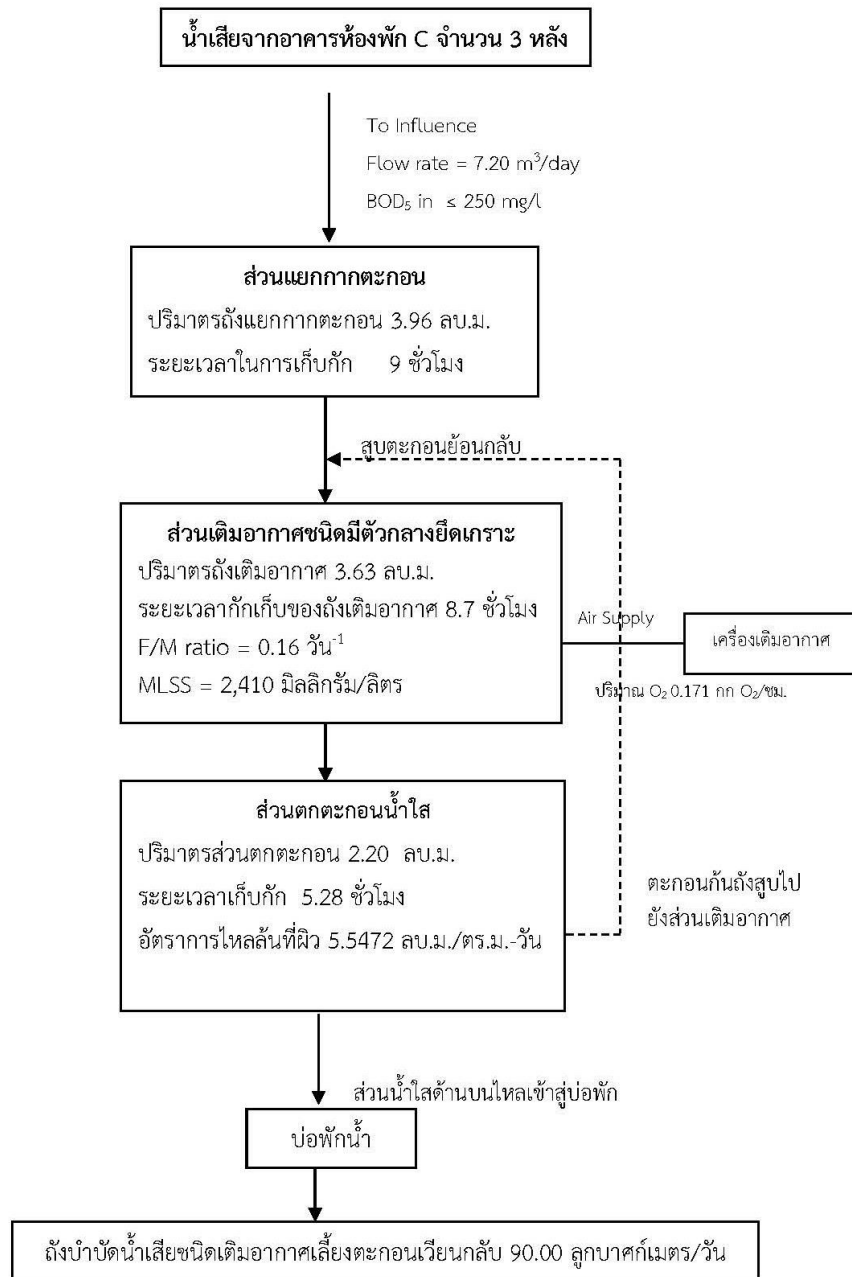 น้ำเสียจากอาคารห้องพัก C จำนวน 3 หลัง
To Influence
Flow rate = 7.20 m³/day
BOD₅ in ≤ 250 mg/l
ส่วนแยกกากตะกอน
ปริมาตรถังแยกกากตะกอน 3.96 ลบ.ม.
ระยะเวลาในการเก็บกัก 9 ชั่วโมง
สูบตะกอนย้อนกลับ
ส่วนเติมอากาศชนิดมีตัวกลางยึดเกราะ
ปริมาตรถังเติมอากาศ 3.63 ลบ.ม.
ระยะเวลากักเก็บของถังเติมอากาศ 8.7 ชั่วโมง
F/M ratio = 0.16 วัน⁻¹
MLSS = 2,410 มิลลิกรัม/ลิตร
Air Supply
เครื่องเติมอากาศ
ปริมาณ O₂ 0.171 กก O₂/ชม.
ส่วนตกตะกอนน้ำใส
ปริมาตรส่วนตกตะกอน 2.20 ลบ.ม.
ระยะเวลาเก็บกัก 5.28 ชั่วโมง
อัตราการไหลล้นที่ผิว 5.5472 ลบ.ม./ตร.ม.-วัน
ตะกอนก้นถังสูบไป
ยังส่วนเติมอากาศ
ส่วนน้ำใสด้านบนไหลเข้าสู่บ่อพัก
บ่อพักน้ำ
ถังบำบัดน้ำเสียชนิดเติมอากาศเลี้ยงตะกอนเวียนกลับ 90.00 ลูกบาศก์เมตร/วัน